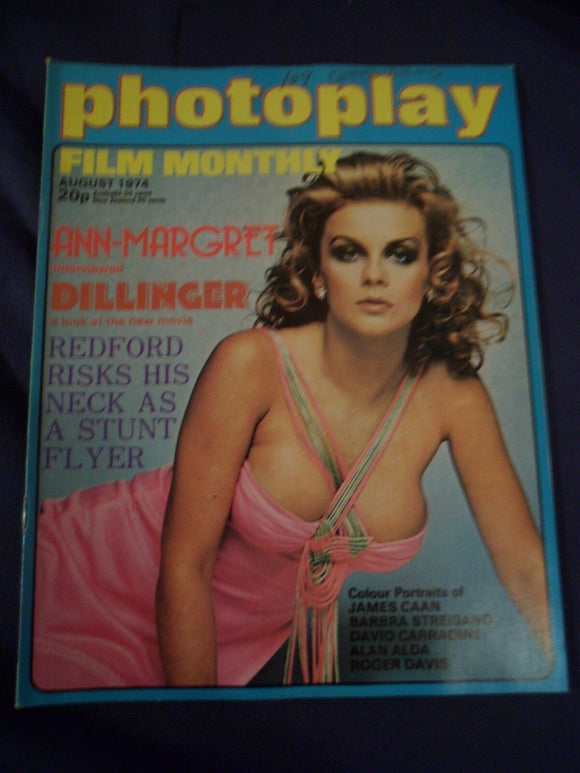 photoplay
FILM MONTHLY
AUGUST 1974
20p
ANN-MARGRET
interviewed
DILLINGER
a look at the new movie
REDFORD
RISKS HIS
NECK AS
A STUNT
FLYER
Colour Portraits of
JAMES CAAN
BARBRA STREISAND
DAVID CARRADINE
ALAN ALDA
ROGER DAVIS